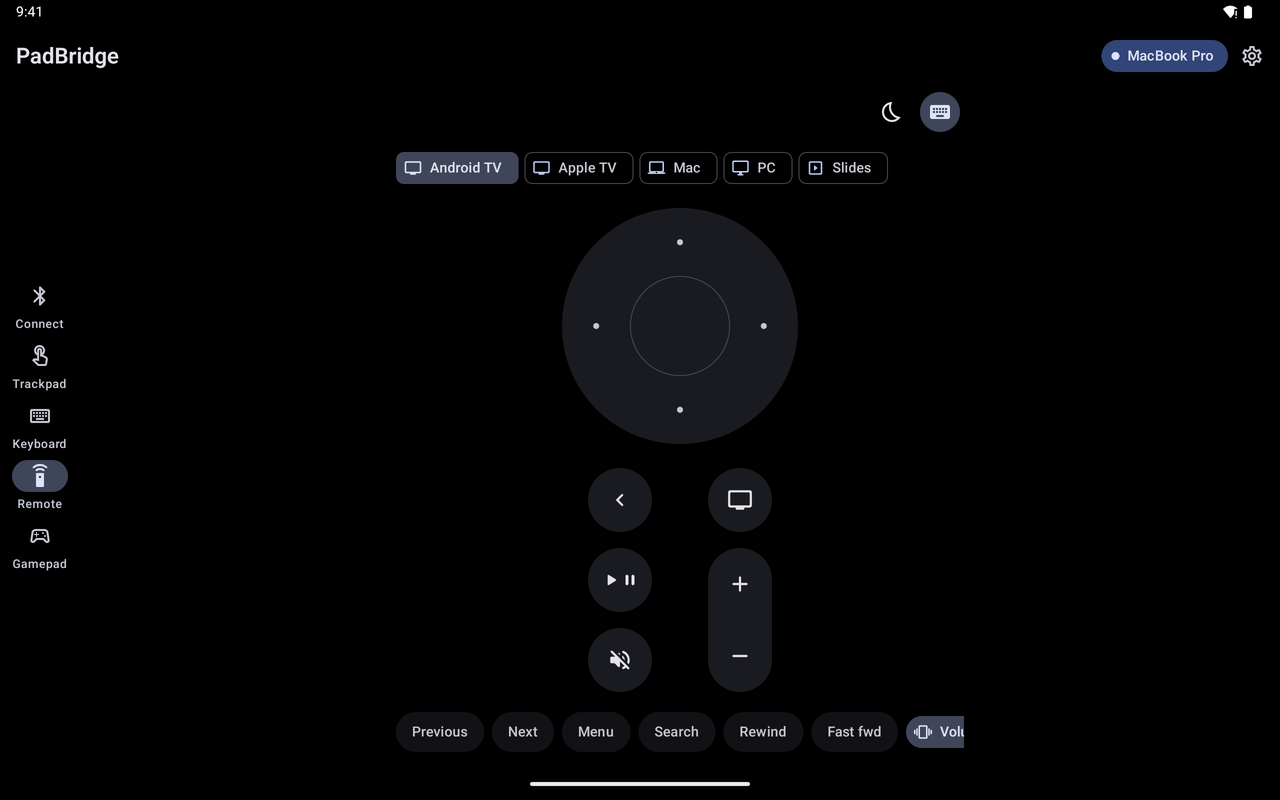 9:41
PadBridge
MacBook Pro
Android TV
Apple TV
Mac
PC
Slides
Connect
Trackpad
Keyboard
Remote
Gamepad
Previous
Next
Menu
Search
Rewind
Fast fwd